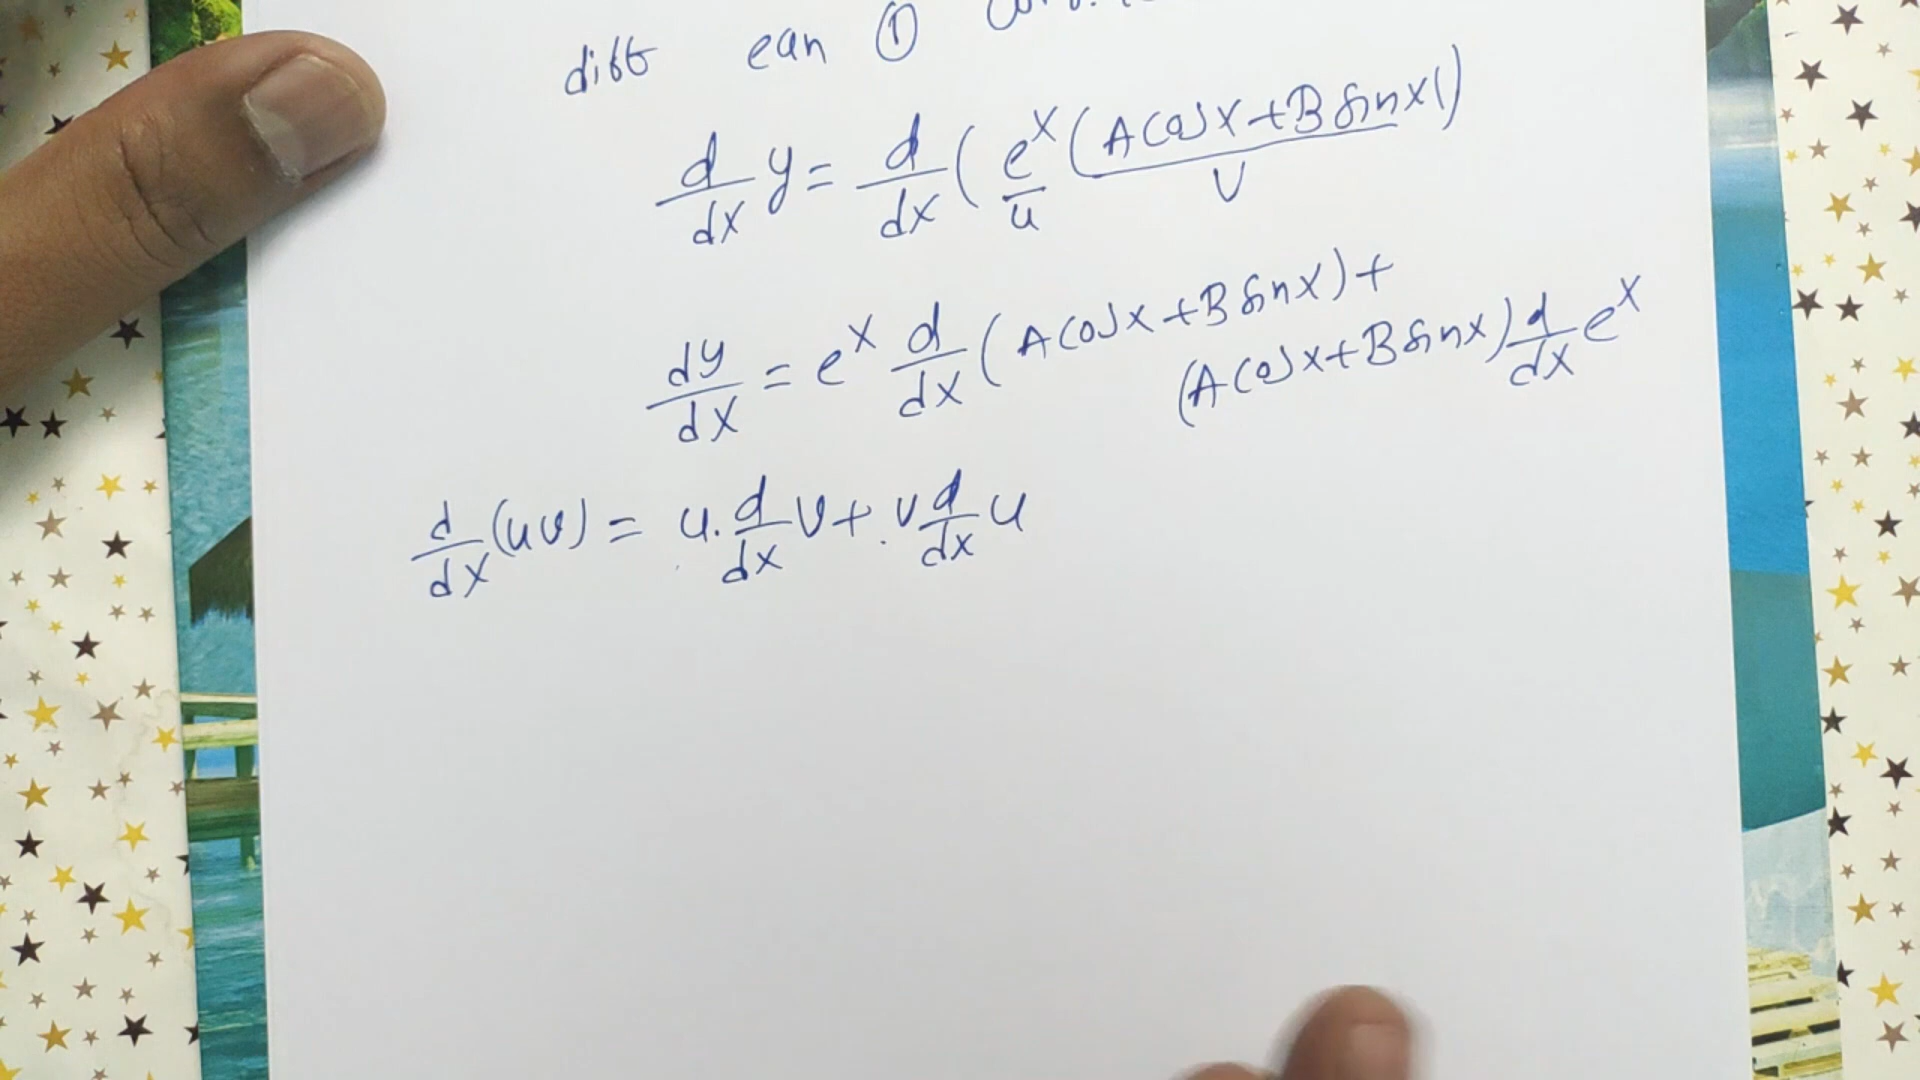 diff eqn ①
d/dx y = d/dx (e^x (A cos x + B sin x))
u v
dy/dx = e^x d/dx (A cos x + B sin x) +
(A cos x + B sin x) d/dx e^x
d/dx (uv) = u. d/dx v + v d/dx u